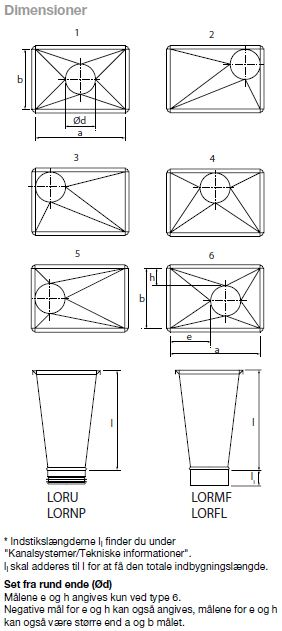 Dimensioner
1 2
b
Ød
a
3 4
5 6
h
b
e
a
l l
lᵢ
LORU LORMF
LORNP LORFL
* Indstikslængderne lᵢ finder du under
"Kanalsystemer/Tekniske informationer".
lᵢ skal adderes til l for at få den totale indbygningslængde.
Set fra rund ende (Ød)
Målene e og h angives kun ved type 6.
Negative mål for e og h kan også angives, målene for e og h
kan også være større end a og b målet.